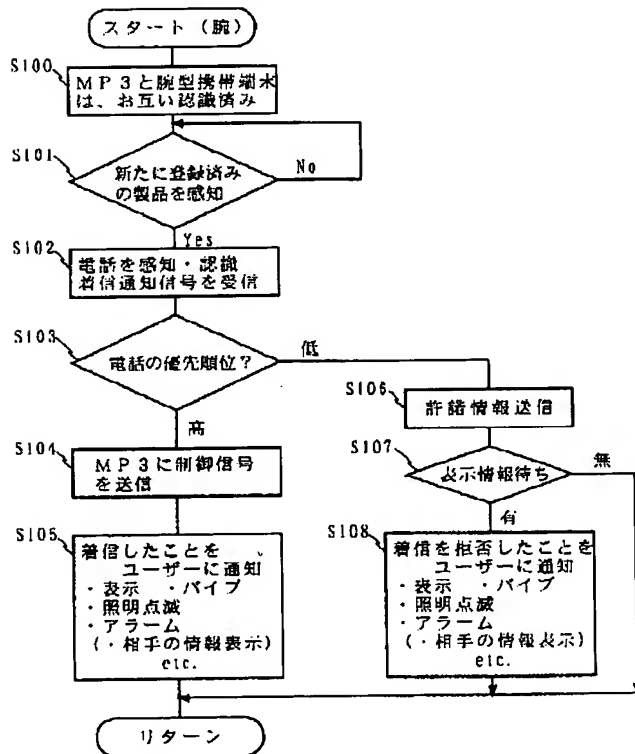 スタート（腕）
S100
MP3と腕型携帯端末
は、お互い認識済み
S101
新たに登録済み
の製品を感知
No
Yes
S102
電話を感知・認識
着信通知信号を受信
S103
電話の優先順位？
低
高
S104
MP3に制御信号
を送信
S105
着信したことを
ユーザーに通知
・表示　・バイブ
・照明点滅
・アラーム
(・相手の情報表示)
etc.
S106
許諾情報送信
S107
表示情報待ち
無
有
S108
着信を拒否したことを
ユーザーに通知
・表示　・バイブ
・照明点滅
・アラーム
(・相手の情報表示)
etc.
リターン